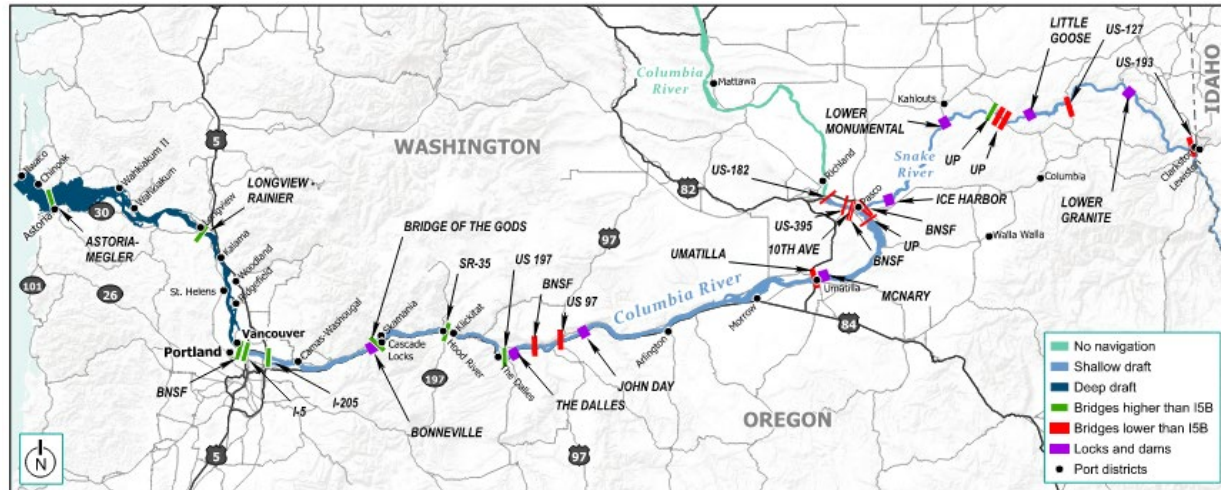 Ilwaco
Chinook
Astoria
101
30
26
ASTORIA-
MEGLER
Wahkiakum II
Wahkiakum
Longview
LONGVIEW -
RAINIER
Kalama
Woodland
St. Helens
Ridgefield
5
Vancouver
Portland
BNSF
I-5
I-205
5
Camas-Washougal
BRIDGE OF THE GODS
Skamania
Cascade
Locks
BONNEVILLE
SR-35
Klickitat
Hood River
197
US 197
The Dalles
THE DALLES
BNSF
US 97
JOHN DAY
97
97
WASHINGTON
OREGON
IDAHO
Columbia River
Arlington
Morrow
84
UMATILLA
Umatilla
MCNARY
82
Columbia
River
Mattawa
Richland
US-182
US-395
10TH AVE
Pasco
BNSF
UP
BNSF
ICE HARBOR
Snake
River
LOWER
MONUMENTAL
Kahlouts
UP
UP
LITTLE
GOOSE
US-127
US-193
LOWER
GRANITE
Columbia
Walla Walla
Clarkston
Lewiston
No navigation
Shallow draft
Deep draft
Bridges higher than I5B
Bridges lower than I5B
Locks and dams
Port districts
N